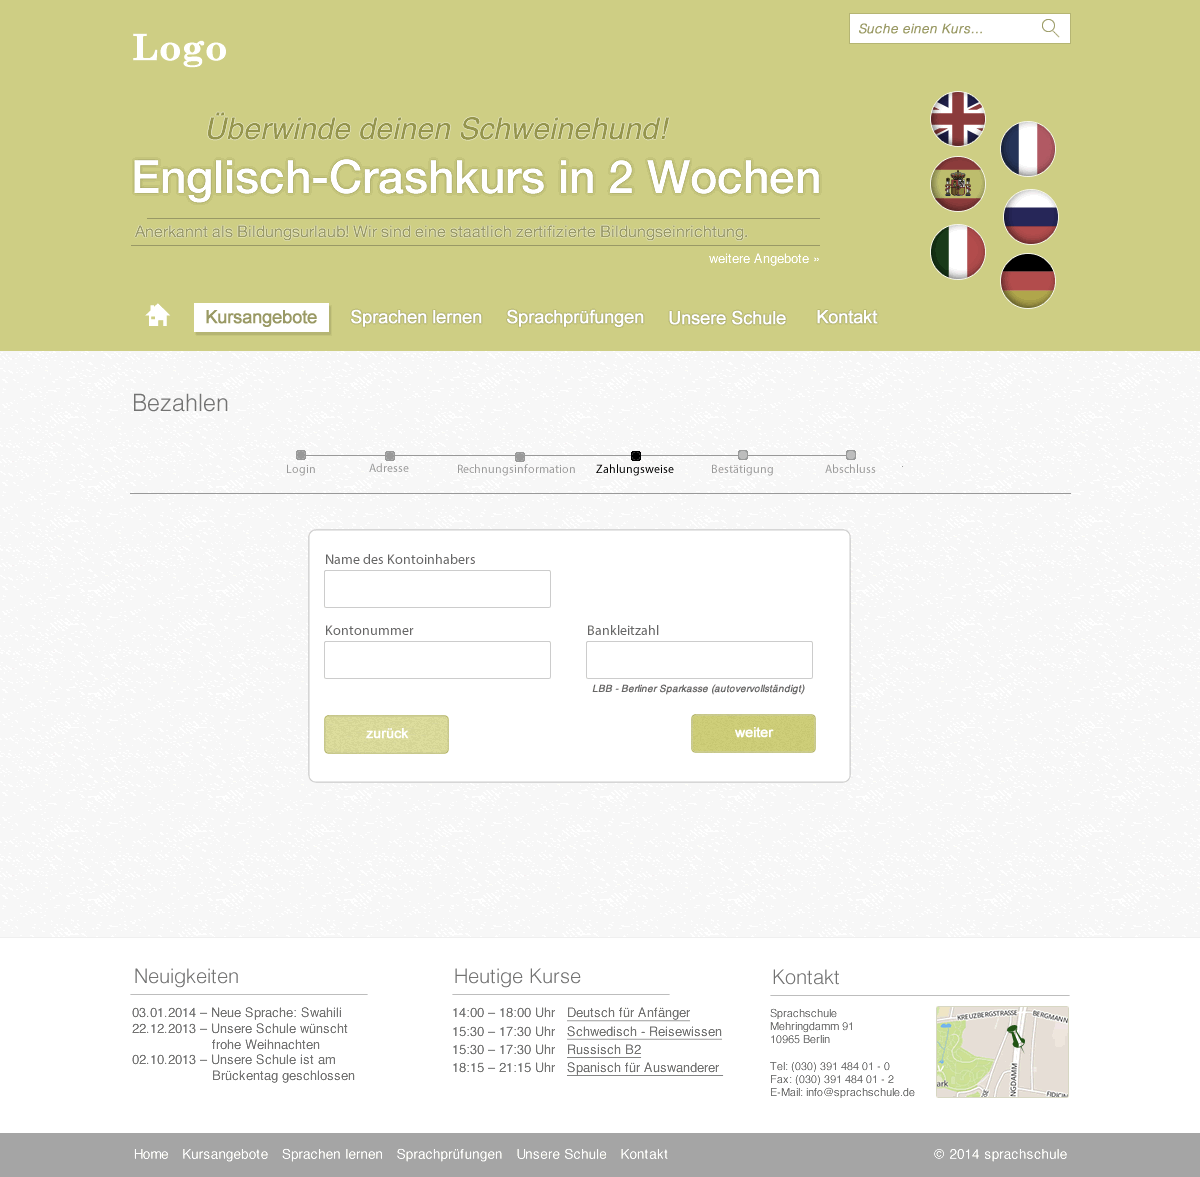 Logo
Suche einen Kurs...
Überwinde deinen Schweinehund!
Englisch-Crashkurs in 2 Wochen
Anerkannt als Bildungsurlaub! Wir sind eine staatlich zertifizierte Bildungseinrichtung.
weitere Angebote »
Kursangebote Sprachen lernen Sprachprüfungen Unsere Schule Kontakt
Bezahlen
Login Adresse Rechnungsinformation Zahlungsweise Bestätigung Abschluss
Name des Kontoinhabers
Kontonummer Bankleitzahl
LBB - Berliner Sparkasse (autovervollständigt)
zurück weiter
Neuigkeiten
03.01.2014 – Neue Sprache: Swahili
22.12.2013 – Unsere Schule wünscht
frohe Weihnachten
02.10.2013 – Unsere Schule ist am
Brückentag geschlossen
Heutige Kurse
14:00 – 18:00 Uhr Deutsch für Anfänger
15:30 – 17:30 Uhr Schwedisch - Reisewissen
15:30 – 17:30 Uhr Russisch B2
18:15 – 21:15 Uhr Spanisch für Auswanderer
Kontakt
Sprachschule
Mehringdamm 91
10965 Berlin
Tel: (030) 391 484 01 - 0
Fax: (030) 391 484 01 - 2
E-Mail: info@sprachschule.de
KREUZBERGSTRASSE
BERGMANN
ark
NGDAMM
FIDICIN
Home Kursangebote Sprachen lernen Sprachprüfungen Unsere Schule Kontakt
© 2014 sprachschule